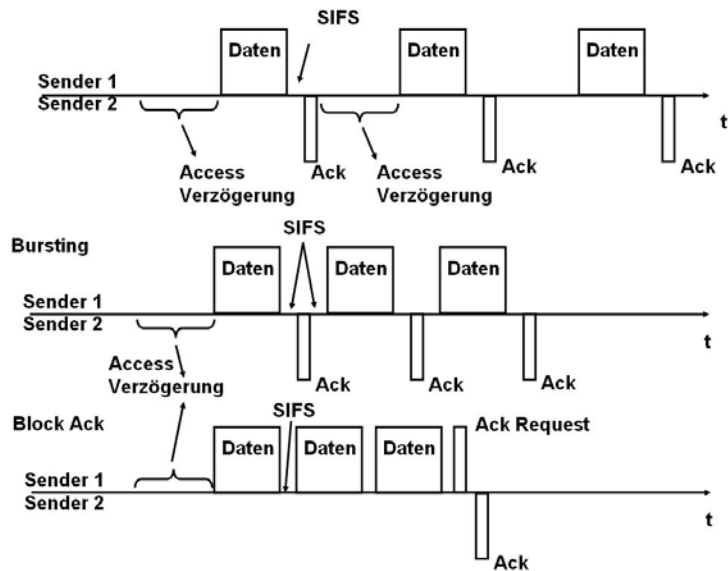 SIFS
Daten
Daten
Daten
Sender 1
Sender 2
t
Access
Verzögerung
Ack
Access
Verzögerung
Ack
Ack
Bursting
SIFS
Daten
Daten
Daten
Sender 1
Sender 2
t
Access
Verzögerung
Ack
Ack
Ack
Block Ack
SIFS
Ack Request
Daten
Daten
Daten
Sender 1
Sender 2
t
Ack